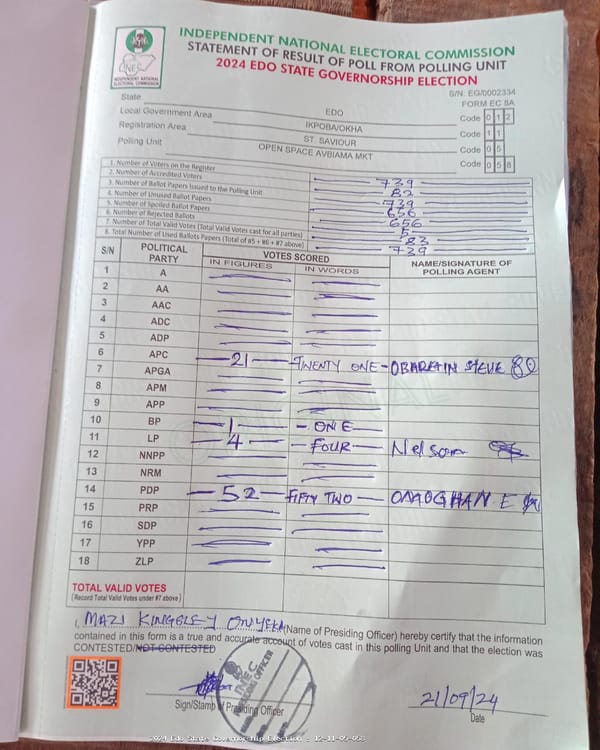 INDEPENDENT NATIONAL ELECTORAL COMMISSION
STATEMENT OF RESULT OF POLL FROM POLLING UNIT
2024 EDO STATE GOVERNORSHIP ELECTION
INEC
INDEPENDENT NATIONAL ELECTORAL COMMISSION
S/N: EG/0002334
FORM EC 8A
State EDO Code 0 1 2
Local Government Area IKPOBA/OKHA Code 1 1
Registration Area ST. SAVIOUR Code 0 5
Polling Unit OPEN SPACE AVBIAMA MKT Code 0 5 8
1. Number of Voters on the Register 739
2. Number of Accredited Voters 82
3. Number of Ballot Papers Issued to the Polling Unit 739
4. Number of Unused Ballot Papers 656
5. Number of Spoiled Ballot Papers 656
6. Number of Rejected Ballots 5
7. Number of Total Valid Votes (Total Valid Votes cast for all parties) 83
8. Total Number of Used Ballots Papers (Total of #5 + #6 + #7 above) 739
S/N POLITICAL PARTY VOTES SCORED NAME/SIGNATURE OF POLLING AGENT
IN FIGURES IN WORDS
1 A
2 AA
3 AAC
4 ADC
5 ADP
6 APC 21 TWENTY ONE OBARETIN STEVE
7 APGA
8 APM
9 APP
10 BP 1 ONE
11 LP 4 FOUR Nelson
12 NNPP
13 NRM
14 PDP 52 FIFTY TWO OMOGHAN E
15 PRP
16 SDP
17 YPP
18 ZLP
TOTAL VALID VOTES
(Record Total Valid Votes under #7 above)
I, MAZI KINGSLEY ONYEKA (Name of Presiding Officer) hereby certify that the information
contained in this form is a true and accurate account of votes cast in this polling Unit and that the election was
CONTESTED/NOT CONTESTED
INEC
PRESIDING OFFICER
Sign/Stamp of Presiding Officer
21/09/24
Date
2024 Edo State Governorship Election : 12-11-05-058